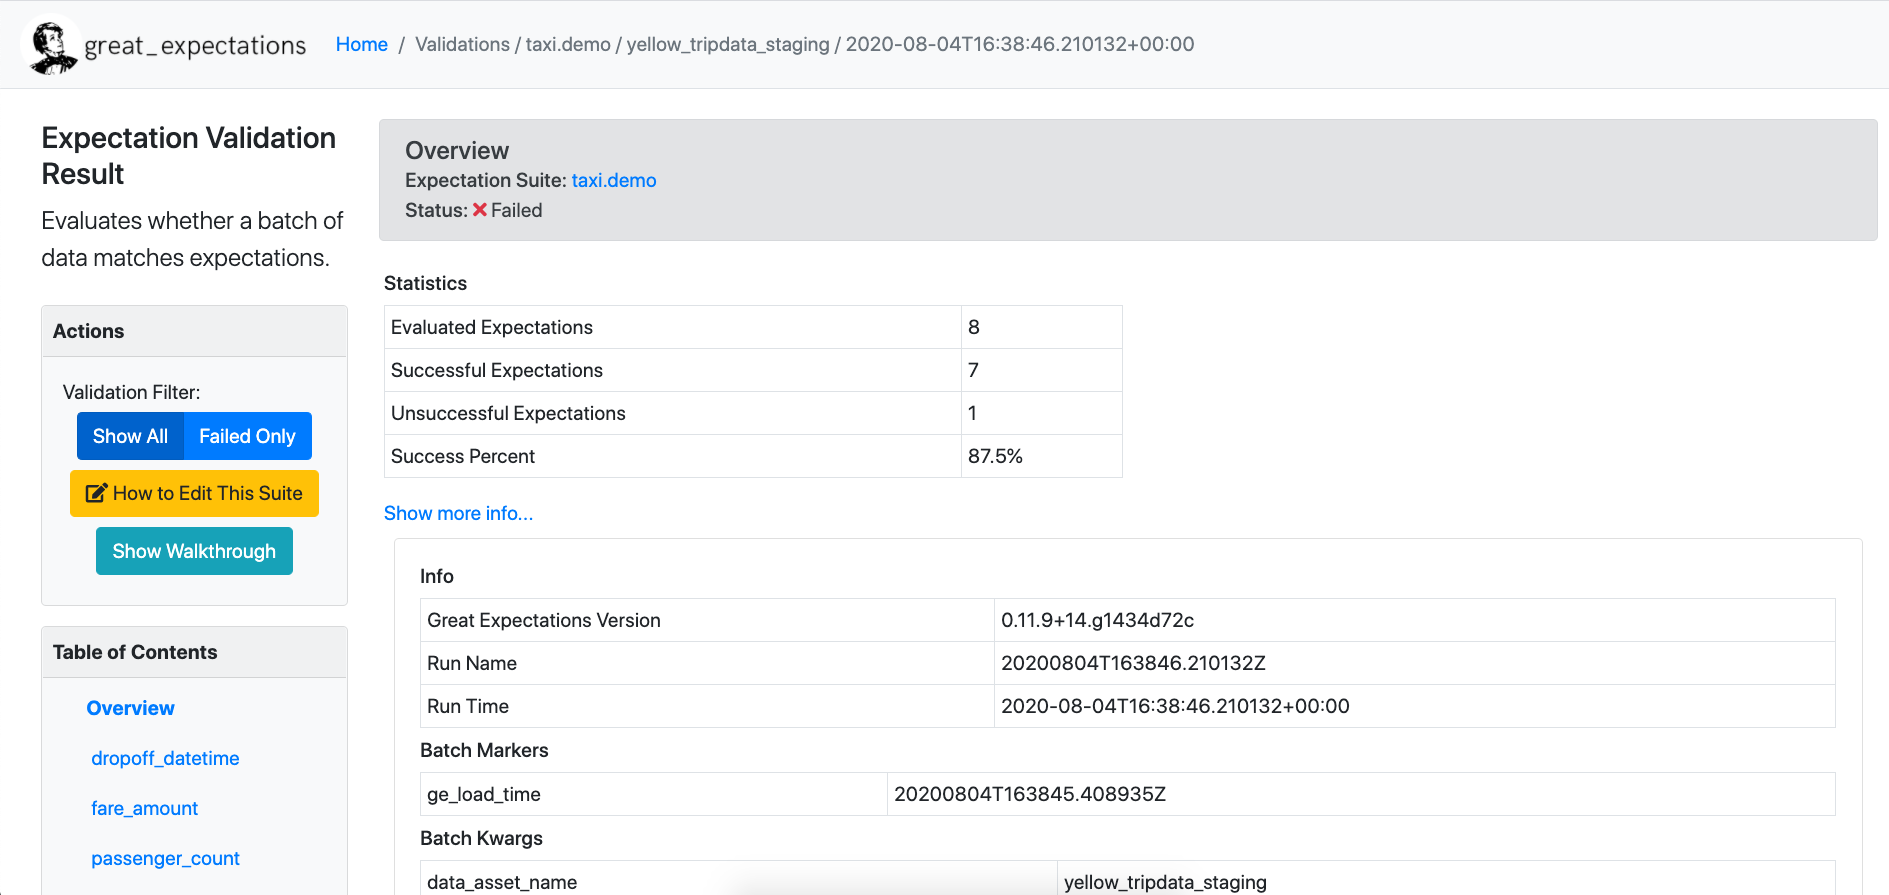 great_expectations
Home / Validations / taxi.demo / yellow_tripdata_staging / 2020-08-04T16:38:46.210132+00:00
Expectation Validation
Result
Evaluates whether a batch of
data matches expectations.
Actions
Validation Filter:
Show All Failed Only
How to Edit This Suite
Show Walkthrough
Table of Contents
Overview
dropoff_datetime
fare_amount
passenger_count
Overview
Expectation Suite: taxi.demo
Status: Failed
Statistics
Evaluated Expectations 8
Successful Expectations 7
Unsuccessful Expectations 1
Success Percent 87.5%
Show more info...
Info
Great Expectations Version 0.11.9+14.g1434d72c
Run Name 20200804T163846.210132Z
Run Time 2020-08-04T16:38:46.210132+00:00
Batch Markers
ge_load_time 20200804T163845.408935Z
Batch Kwargs
data_asset_name yellow_tripdata_staging